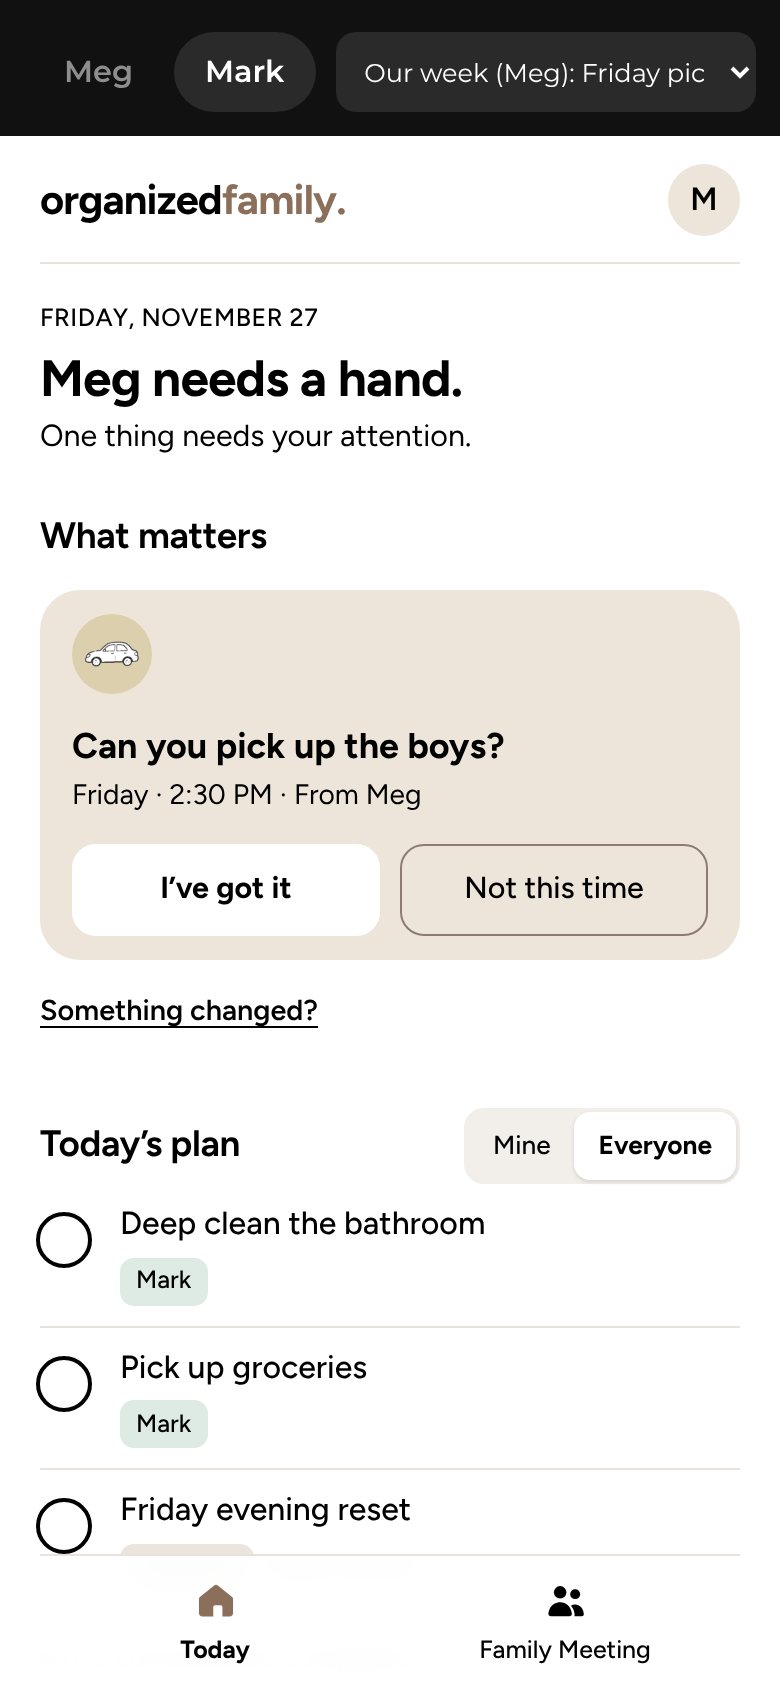 Meg
Mark
Our week (Meg): Friday pic
organizedfamily.
M
FRIDAY, NOVEMBER 27
Meg needs a hand.
One thing needs your attention.
What matters
Can you pick up the boys?
Friday · 2:30 PM · From Meg
I’ve got it
Not this time
Something changed?
Today’s plan
Mine
Everyone
Deep clean the bathroom
Mark
Pick up groceries
Mark
Friday evening reset
Today
Family Meeting